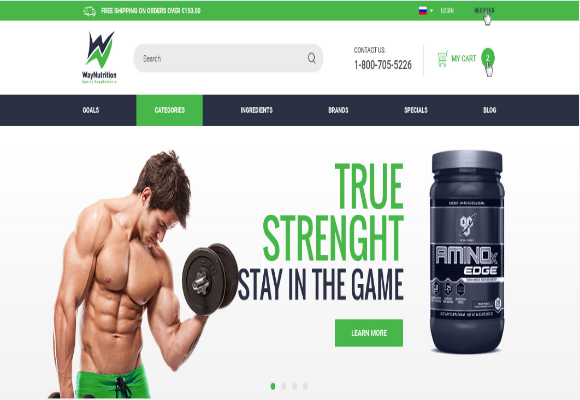 FREE SHIPPING ON ORDERS OVER €150.00
LOGIN
REGISTER
WayNutrition
Sports Supplements
Search
CONTACT US:
1-800-705-5226
MY CART
2
GOALS
CATEGORIES
INGREDIENTS
BRANDS
SPECIALS
BLOG
TRUE
STRENGHT
STAY IN THE GAME
LEARN MORE
AMINOx
EDGE